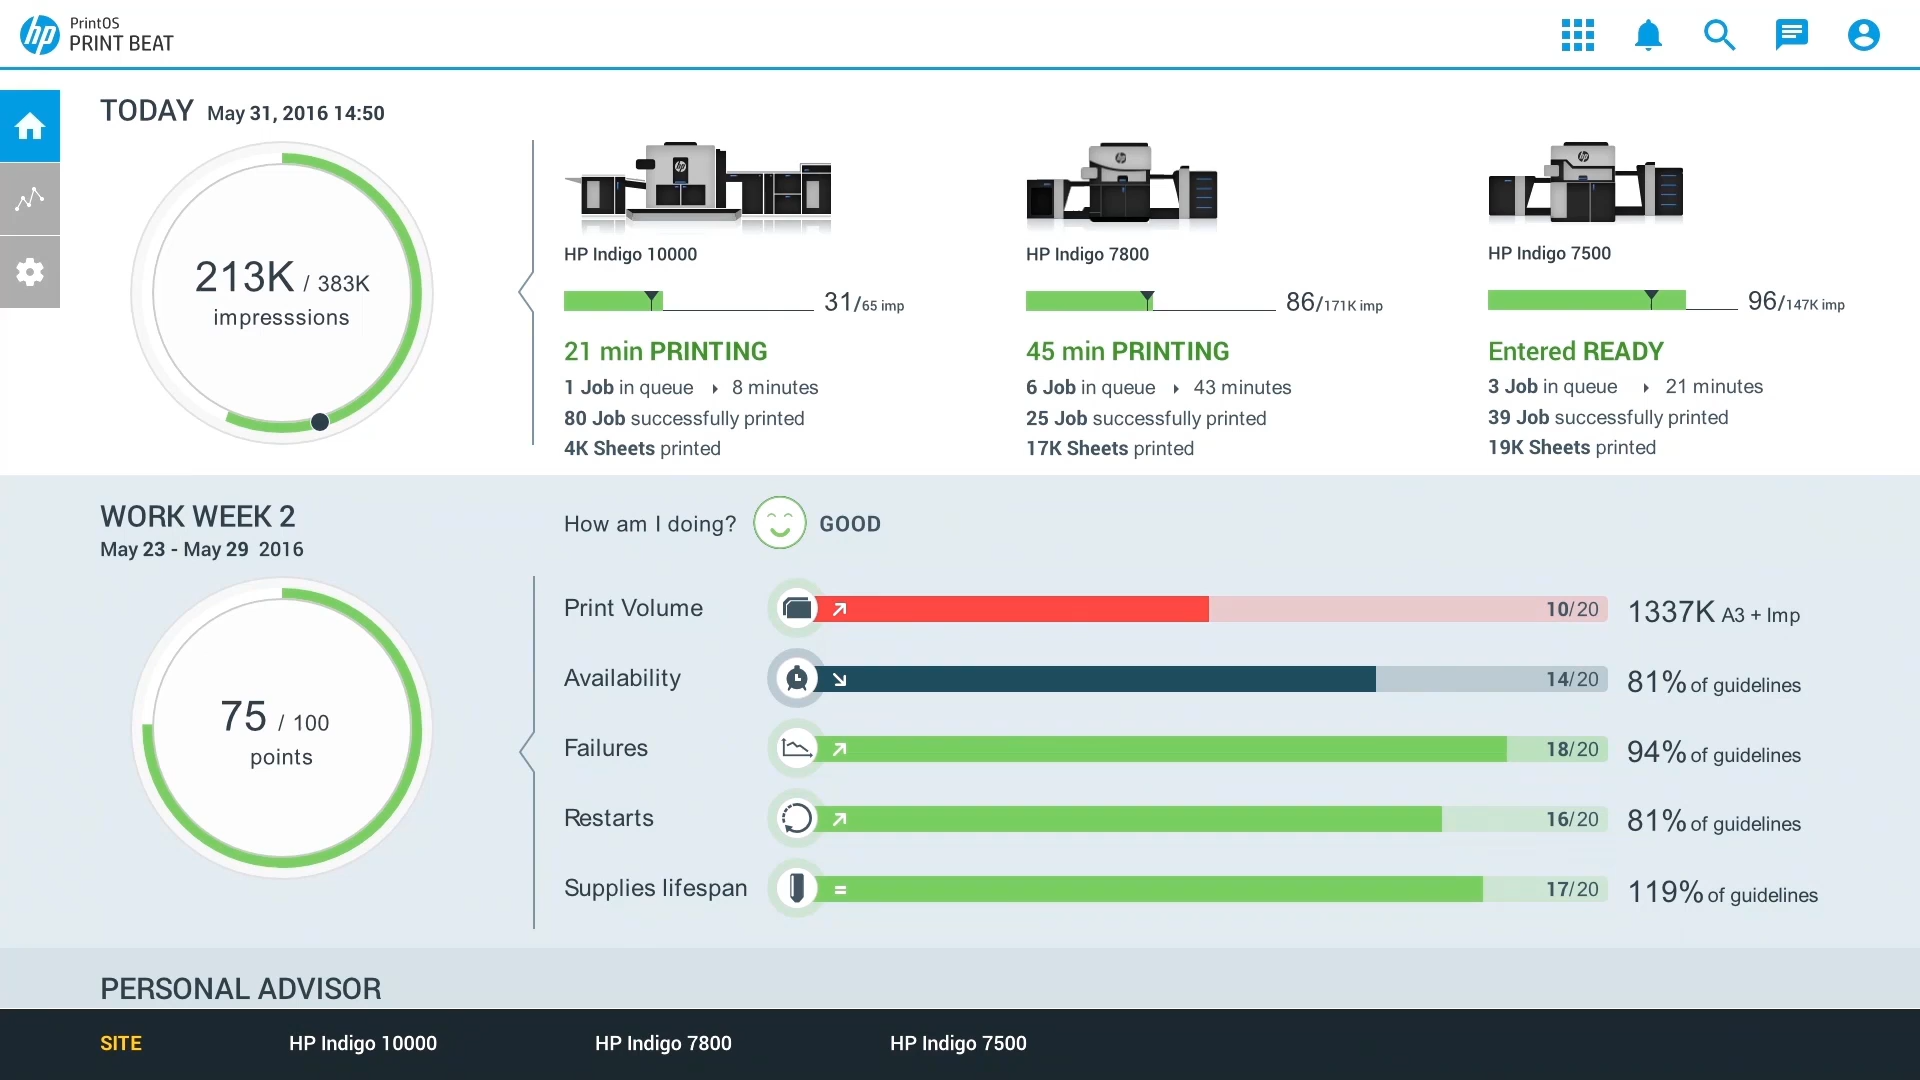 hp
PrintOS
PRINT BEAT
TODAY May 31, 2016 14:50
213K / 383K
impresssions
HP Indigo 10000
31/65 imp
21 min PRINTING
1 Job in queue 8 minutes
80 Job successfully printed
4K Sheets printed
HP Indigo 7800
86/171K imp
45 min PRINTING
6 Job in queue 43 minutes
25 Job successfully printed
17K Sheets printed
HP Indigo 7500
96/147K imp
Entered READY
3 Job in queue 21 minutes
39 Job successfully printed
19K Sheets printed
WORK WEEK 2
May 23 - May 29 2016
75 / 100
points
How am I doing? GOOD
Print Volume 10/20 1337K A3 + Imp
Availability 14/20 81% of guidelines
Failures 18/20 94% of guidelines
Restarts 16/20 81% of guidelines
Supplies lifespan = 17/20 119% of guidelines
PERSONAL ADVISOR
SITE HP Indigo 10000 HP Indigo 7800 HP Indigo 7500